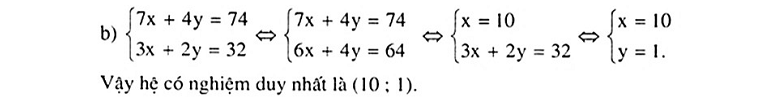 b) {7x + 4y = 74 ⇔ {7x + 4y = 74 ⇔ {x = 10 ⇔ {x = 10
3x + 2y = 32 6x + 4y = 64 3x + 2y = 32 y = 1.
Vậy hệ có nghiệm duy nhất là (10 ; 1).